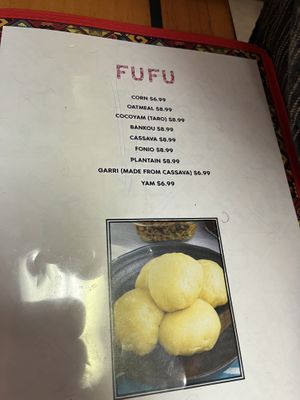 FUFU
CORN $6.99
OATMEAL $8.99
COCOYAM (TARO) $8.99
BANKOU $8.99
CASSAVA $8.99
FONIO $8.99
PLANTAIN $8.99
GARRI (MADE FROM CASSAVA) $6.99
YAM $6.99